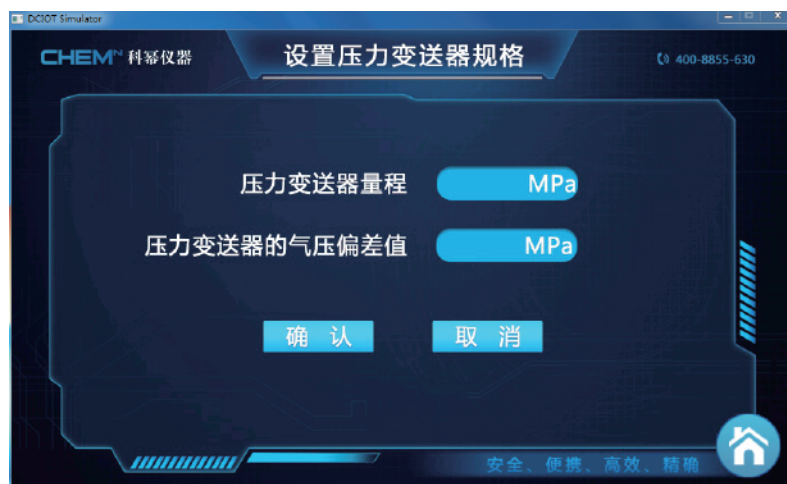 DCIOT Simulator
CHEMᴺ 科幂仪器
设置压力变送器规格
400-8855-630
压力变送器量程 MPa
压力变送器的气压偏差值 MPa
确 认 取 消
安全、便携、高效、精确